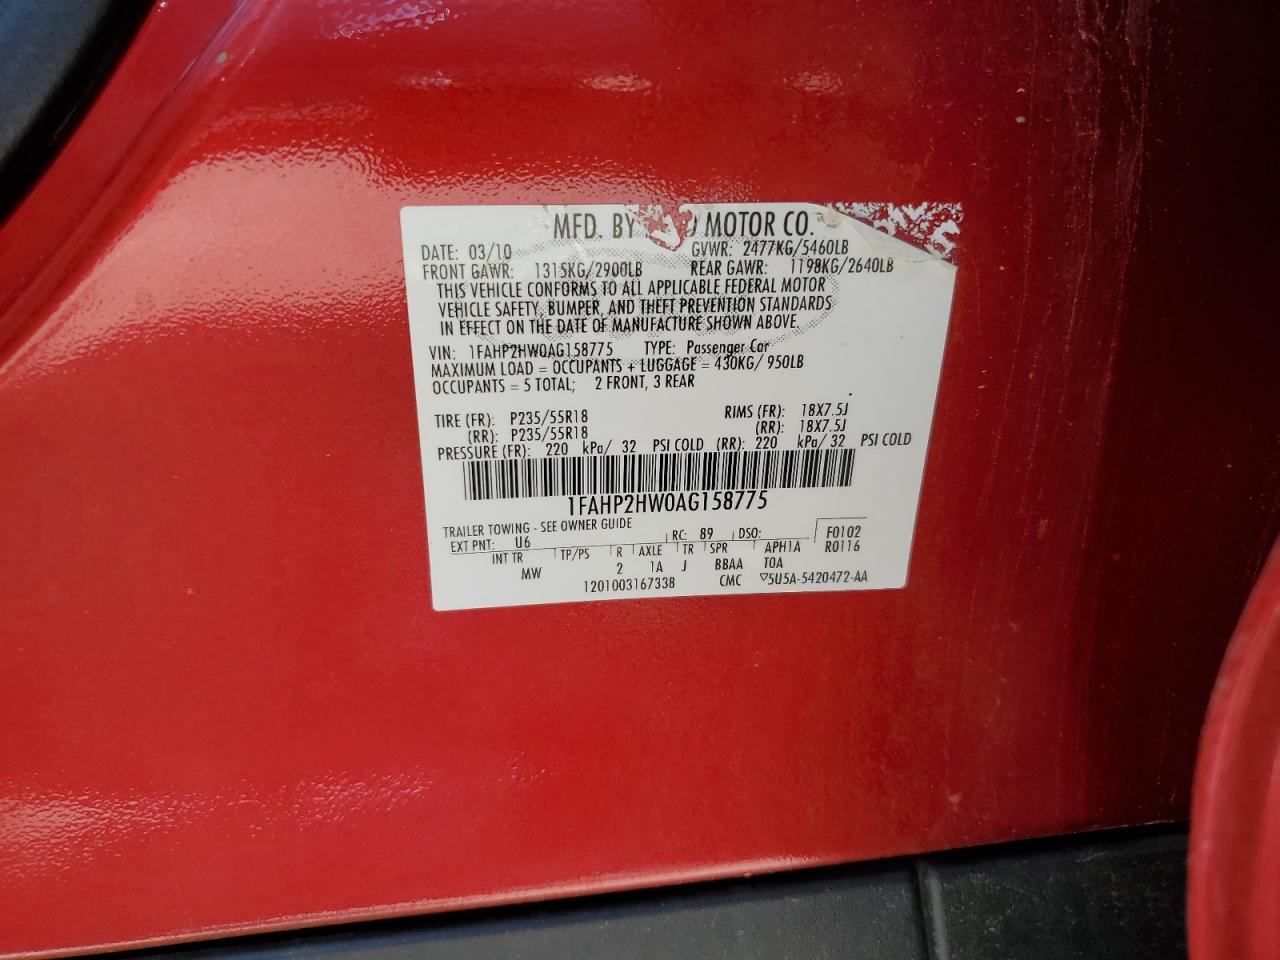 MFD. BY MOTOR CO.
DATE: 03/10 GVWR: 2477KG/5460LB
FRONT GAWR: 1315KG/2900LB REAR GAWR: 1198KG/2640LB
THIS VEHICLE CONFORMS TO ALL APPLICABLE FEDERAL MOTOR
VEHICLE SAFETY, BUMPER, AND THEFT PREVENTION STANDARDS
IN EFFECT ON THE DATE OF MANUFACTURE SHOWN ABOVE.
VIN: 1FAHP2HW0AG158775 TYPE: Passenger Car
MAXIMUM LOAD = OCCUPANTS + LUGGAGE = 430KG/ 950LB
OCCUPANTS = 5 TOTAL; 2 FRONT, 3 REAR
TIRE (FR): P235/55R18 RIMS (FR): 18X7.5J
(RR): P235/55R18 (RR): 18X7.5J
PRESSURE (FR): 220 kPa/ 32 PSI COLD (RR): 220 kPa/ 32 PSI COLD
1FAHP2HW0AG158775
TRAILER TOWING - SEE OWNER GUIDE
EXT PNT: U6 RC: 89 DSO: F0102
INT TR TP/PS R AXLE TR SPR APH1A R0116
MW 2 1A J BBAA TOA
1201003167338 CMC ▽5U5A-5420472-AA